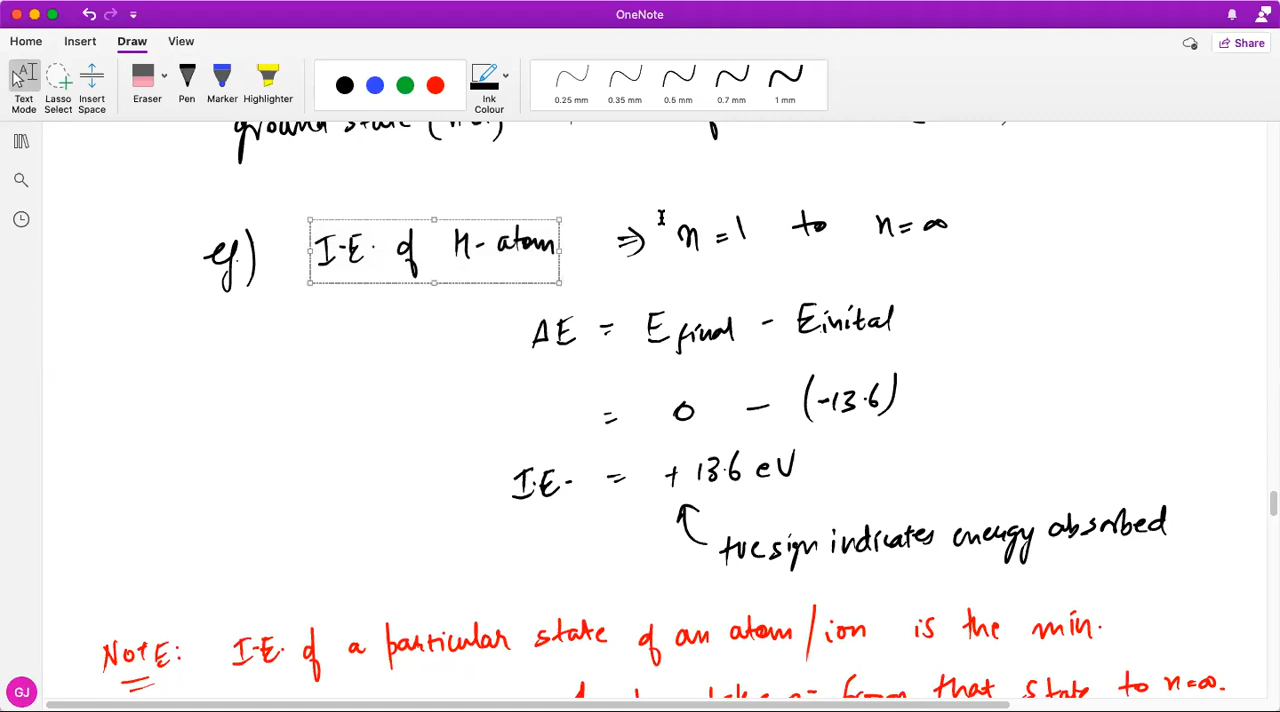 OneNote
Home Insert Draw View
Share
Text Mode
Lasso Select
Insert Space
Eraser
Pen
Marker
Highlighter
Ink Colour
0.25 mm
0.35 mm
0.5 mm
0.7 mm
1 mm
ground state
eg.) I.E. of H-atom ⇒ n = 1 to n = ∞
ΔE = E final - Einital
= 0 - (-13.6)
I.E. = + 13.6 eV
+ve sign indicates energy absorbed
NOTE: I.E. of a particular state of an atom/ion is the min.
from that state to n=∞.
GJ